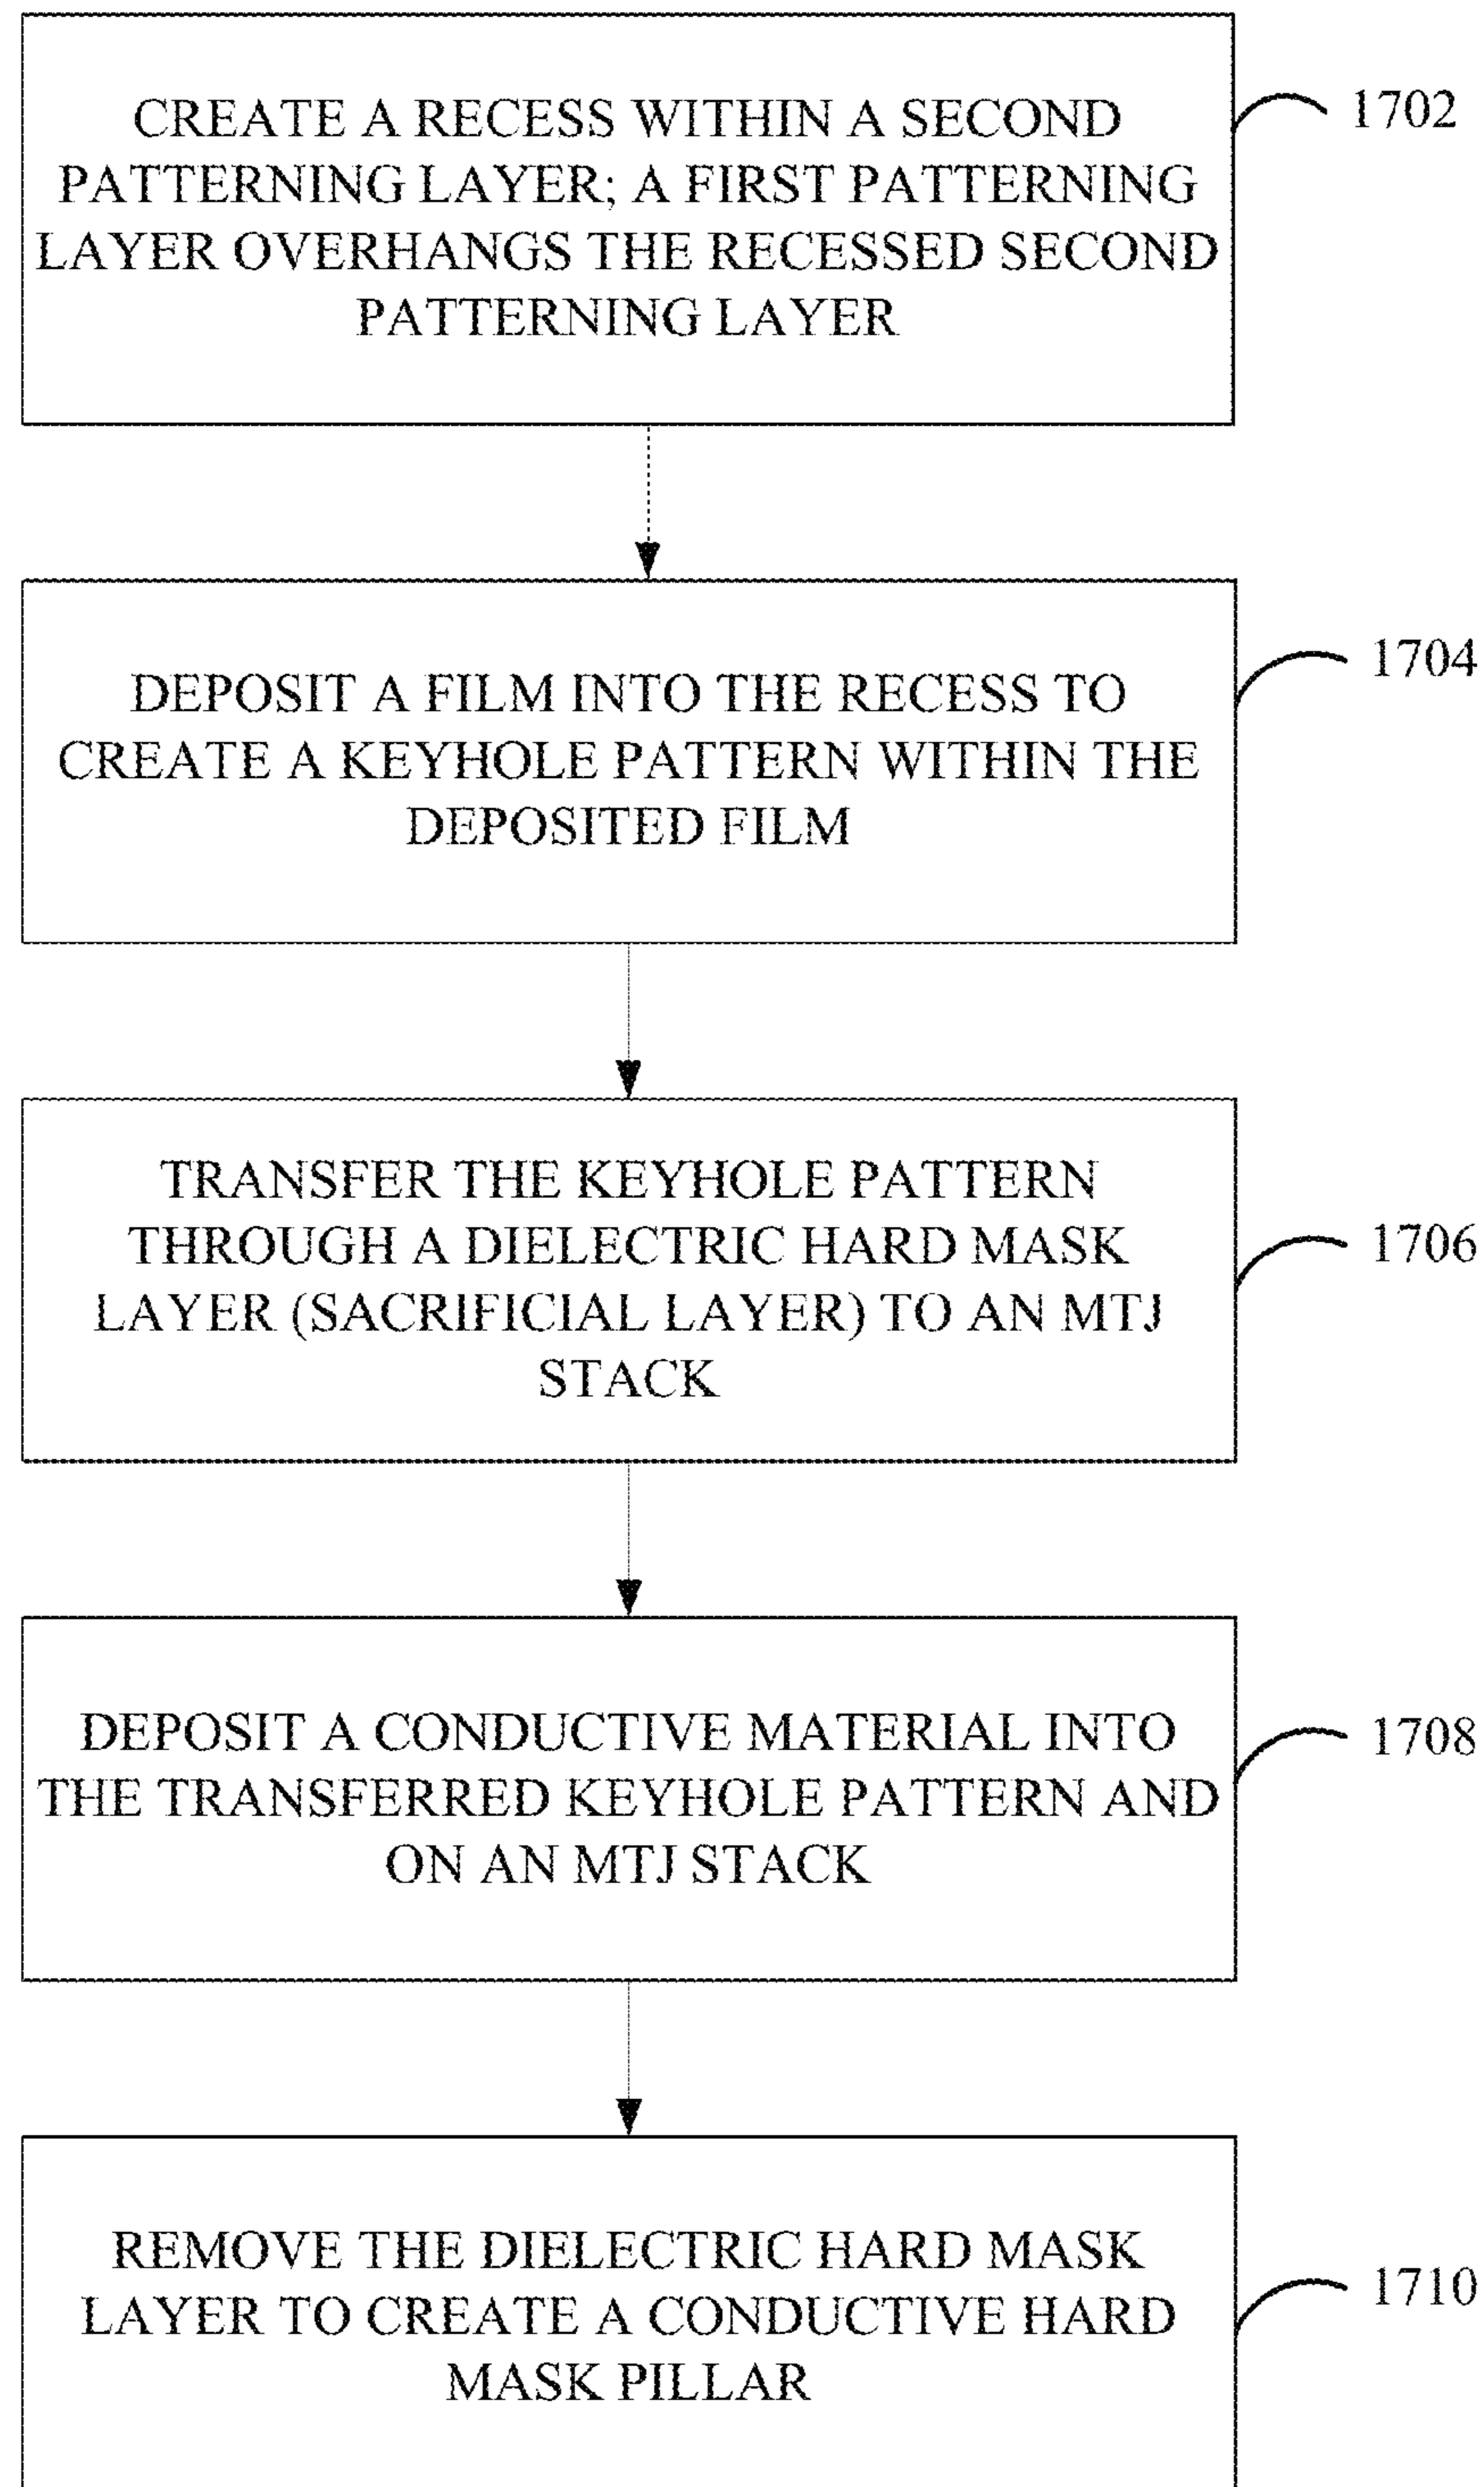 CREATE A RECESS WITHIN A SECOND
PATTERNING LAYER; A FIRST PATTERNING
LAYER OVERHANGS THE RECESSED SECOND
PATTERNING LAYER
1702
DEPOSIT A FILM INTO THE RECESS TO
CREATE A KEYHOLE PATTERN WITHIN THE
DEPOSITED FILM
1704
TRANSFER THE KEYHOLE PATTERN
THROUGH A DIELECTRIC HARD MASK
LAYER (SACRIFICIAL LAYER) TO AN MTJ
STACK
1706
DEPOSIT A CONDUCTIVE MATERIAL INTO
THE TRANSFERRED KEYHOLE PATTERN AND
ON AN MTJ STACK
1708
REMOVE THE DIELECTRIC HARD MASK
LAYER TO CREATE A CONDUCTIVE HARD
MASK PILLAR
1710